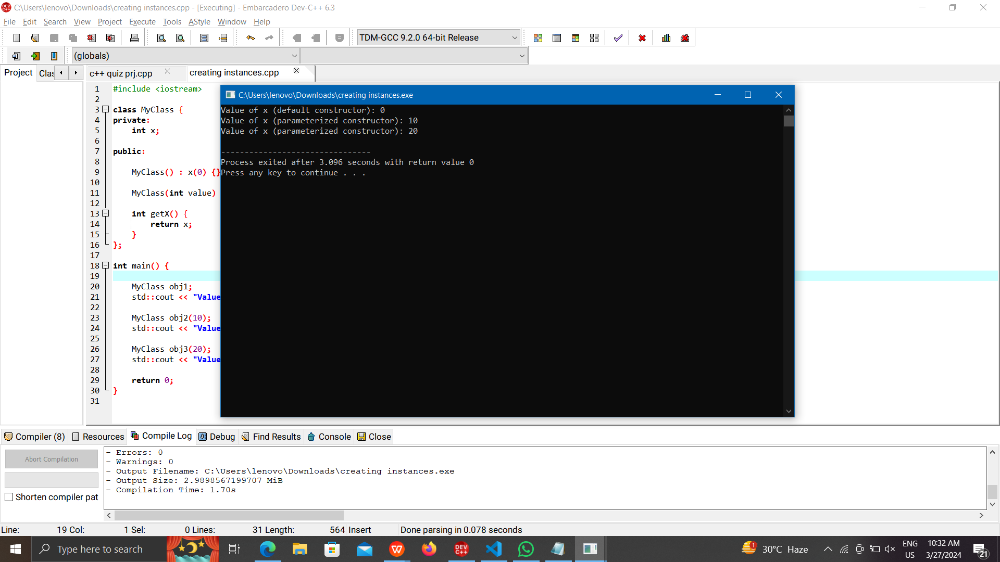 C:\Users\lenovo\Downloads\creating instances.cpp - [Executing] - Embarcadero Dev-C++ 6.3
File Edit Search View Project Execute Tools AStyle Window Help
TDM-GCC 9.2.0 64-bit Release
(globals)
Project Clas c++ quiz prj.cpp creating instances.cpp
1 #include <iostream>
2
3 class MyClass {
4 private:
5 int x;
6
7 public:
8
9 MyClass() : x(0) {}
10
11 MyClass(int value)
12
13 int getX() {
14 return x;
15 }
16 };
17
18 int main() {
19
20 MyClass obj1;
21 std::cout << "Value
22
23 MyClass obj2(10);
24 std::cout << "Value
25
26 MyClass obj3(20);
27 std::cout << "Value
28
29 return 0;
30 }
31
C:\Users\lenovo\Downloads\creating instances.exe
Value of x (default constructor): 0
Value of x (parameterized constructor): 10
Value of x (parameterized constructor): 20
--------------------------------
Process exited after 3.096 seconds with return value 0
Press any key to continue . . .
Compiler (8) Resources Compile Log Debug Find Results Console Close
Abort Compilation
Shorten compiler pat
- Errors: 0
- Warnings: 0
- Output Filename: C:\Users\lenovo\Downloads\creating instances.exe
- Output Size: 2.9898567199707 MiB
- Compilation Time: 1.70s
Line: 19 Col: 1 Sel: 0 Lines: 31 Length: 564 Insert Done parsing in 0.078 seconds
Type here to search
DEV C++
1
30°C Haze
ENG
US
10:32 AM
3/27/2024
21